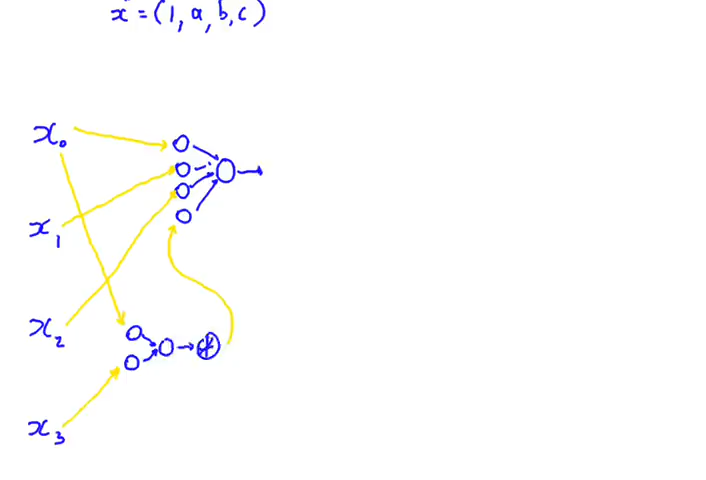 x = (1, a, b, c)
x₀
x₁
x₂
x₃